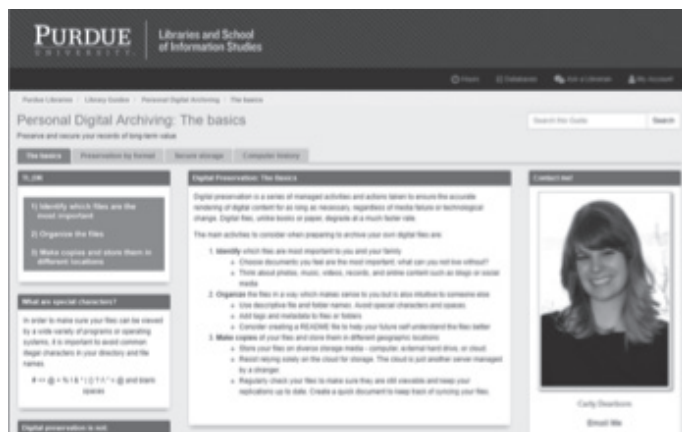 PURDUE
UNIVERSITY
Libraries and School
of Information Studies
Hours Databases Ask a Librarian My Account
Purdue Libraries / Library Guides / Personal Digital Archiving / The basics
Personal Digital Archiving: The basics
Preserve and secure your records of long-term value
Search this Guide Search
The basics Preservation by format Secure storage Computer history
TL;DR
1) Identify which files are the
most important
2) Organize the files
3) Make copies and store them in
different locations
What are special characters?
In order to make sure your files can be viewed
by a wide variety of programs or operating
systems, it is important to avoid common
illegal characters in your directory and file
names.
and blank
spaces
Digital preservation is not
Digital Preservation: The Basics
Digital preservation is a series of managed activities and actions taken to ensure the accurate
rendering of digital content for as long as necessary, regardless of media failure or technological
change. Digital files, unlike books or paper, degrade at a much faster rate.
The main activities to consider when preparing to archive your own digital files are:
1. Identify which files are most important to you and your family
Choose documents you feel are the most important; what can you not live without?
Think about photos, music, videos, records, and online content such as blogs or social
media
2. Organize the files in a way which makes sense to you but is also intuitive to someone else
Use descriptive file and folder names. Avoid special characters and spaces
Add tags and metadata to files or folders
Consider creating a README file to help your future self understand the files better
3. Make copies of your files and store them in different geographic locations
Store your files on diverse storage media - computer, external hard drive, or cloud.
Resist relying solely on the cloud for storage. The cloud is just another server managed
by a stranger.
Regularly check your files to make sure they are still viewable and keep your
replications up to date. Create a quick document to keep track of syncing your files.
Contact me!
Carly Dearborn
Email Me